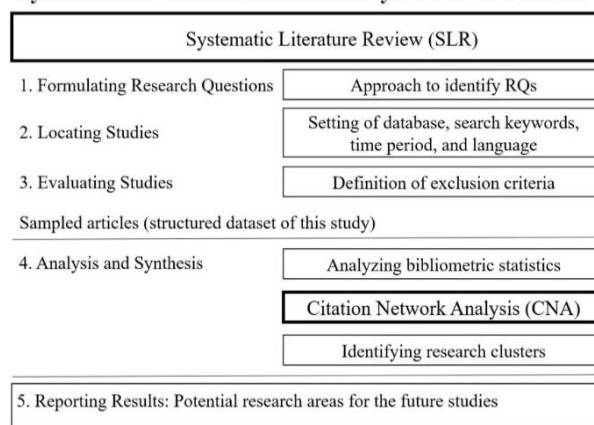 Systematic Literature Review (SLR)
1. Formulating Research Questions
Approach to identify RQs
2. Locating Studies
Setting of database, search keywords,
time period, and language
3. Evaluating Studies
Definition of exclusion criteria
Sampled articles (structured dataset of this study)
4. Analysis and Synthesis
Analyzing bibliometric statistics
Citation Network Analysis (CNA)
Identifying research clusters
5. Reporting Results: Potential research areas for the future studies